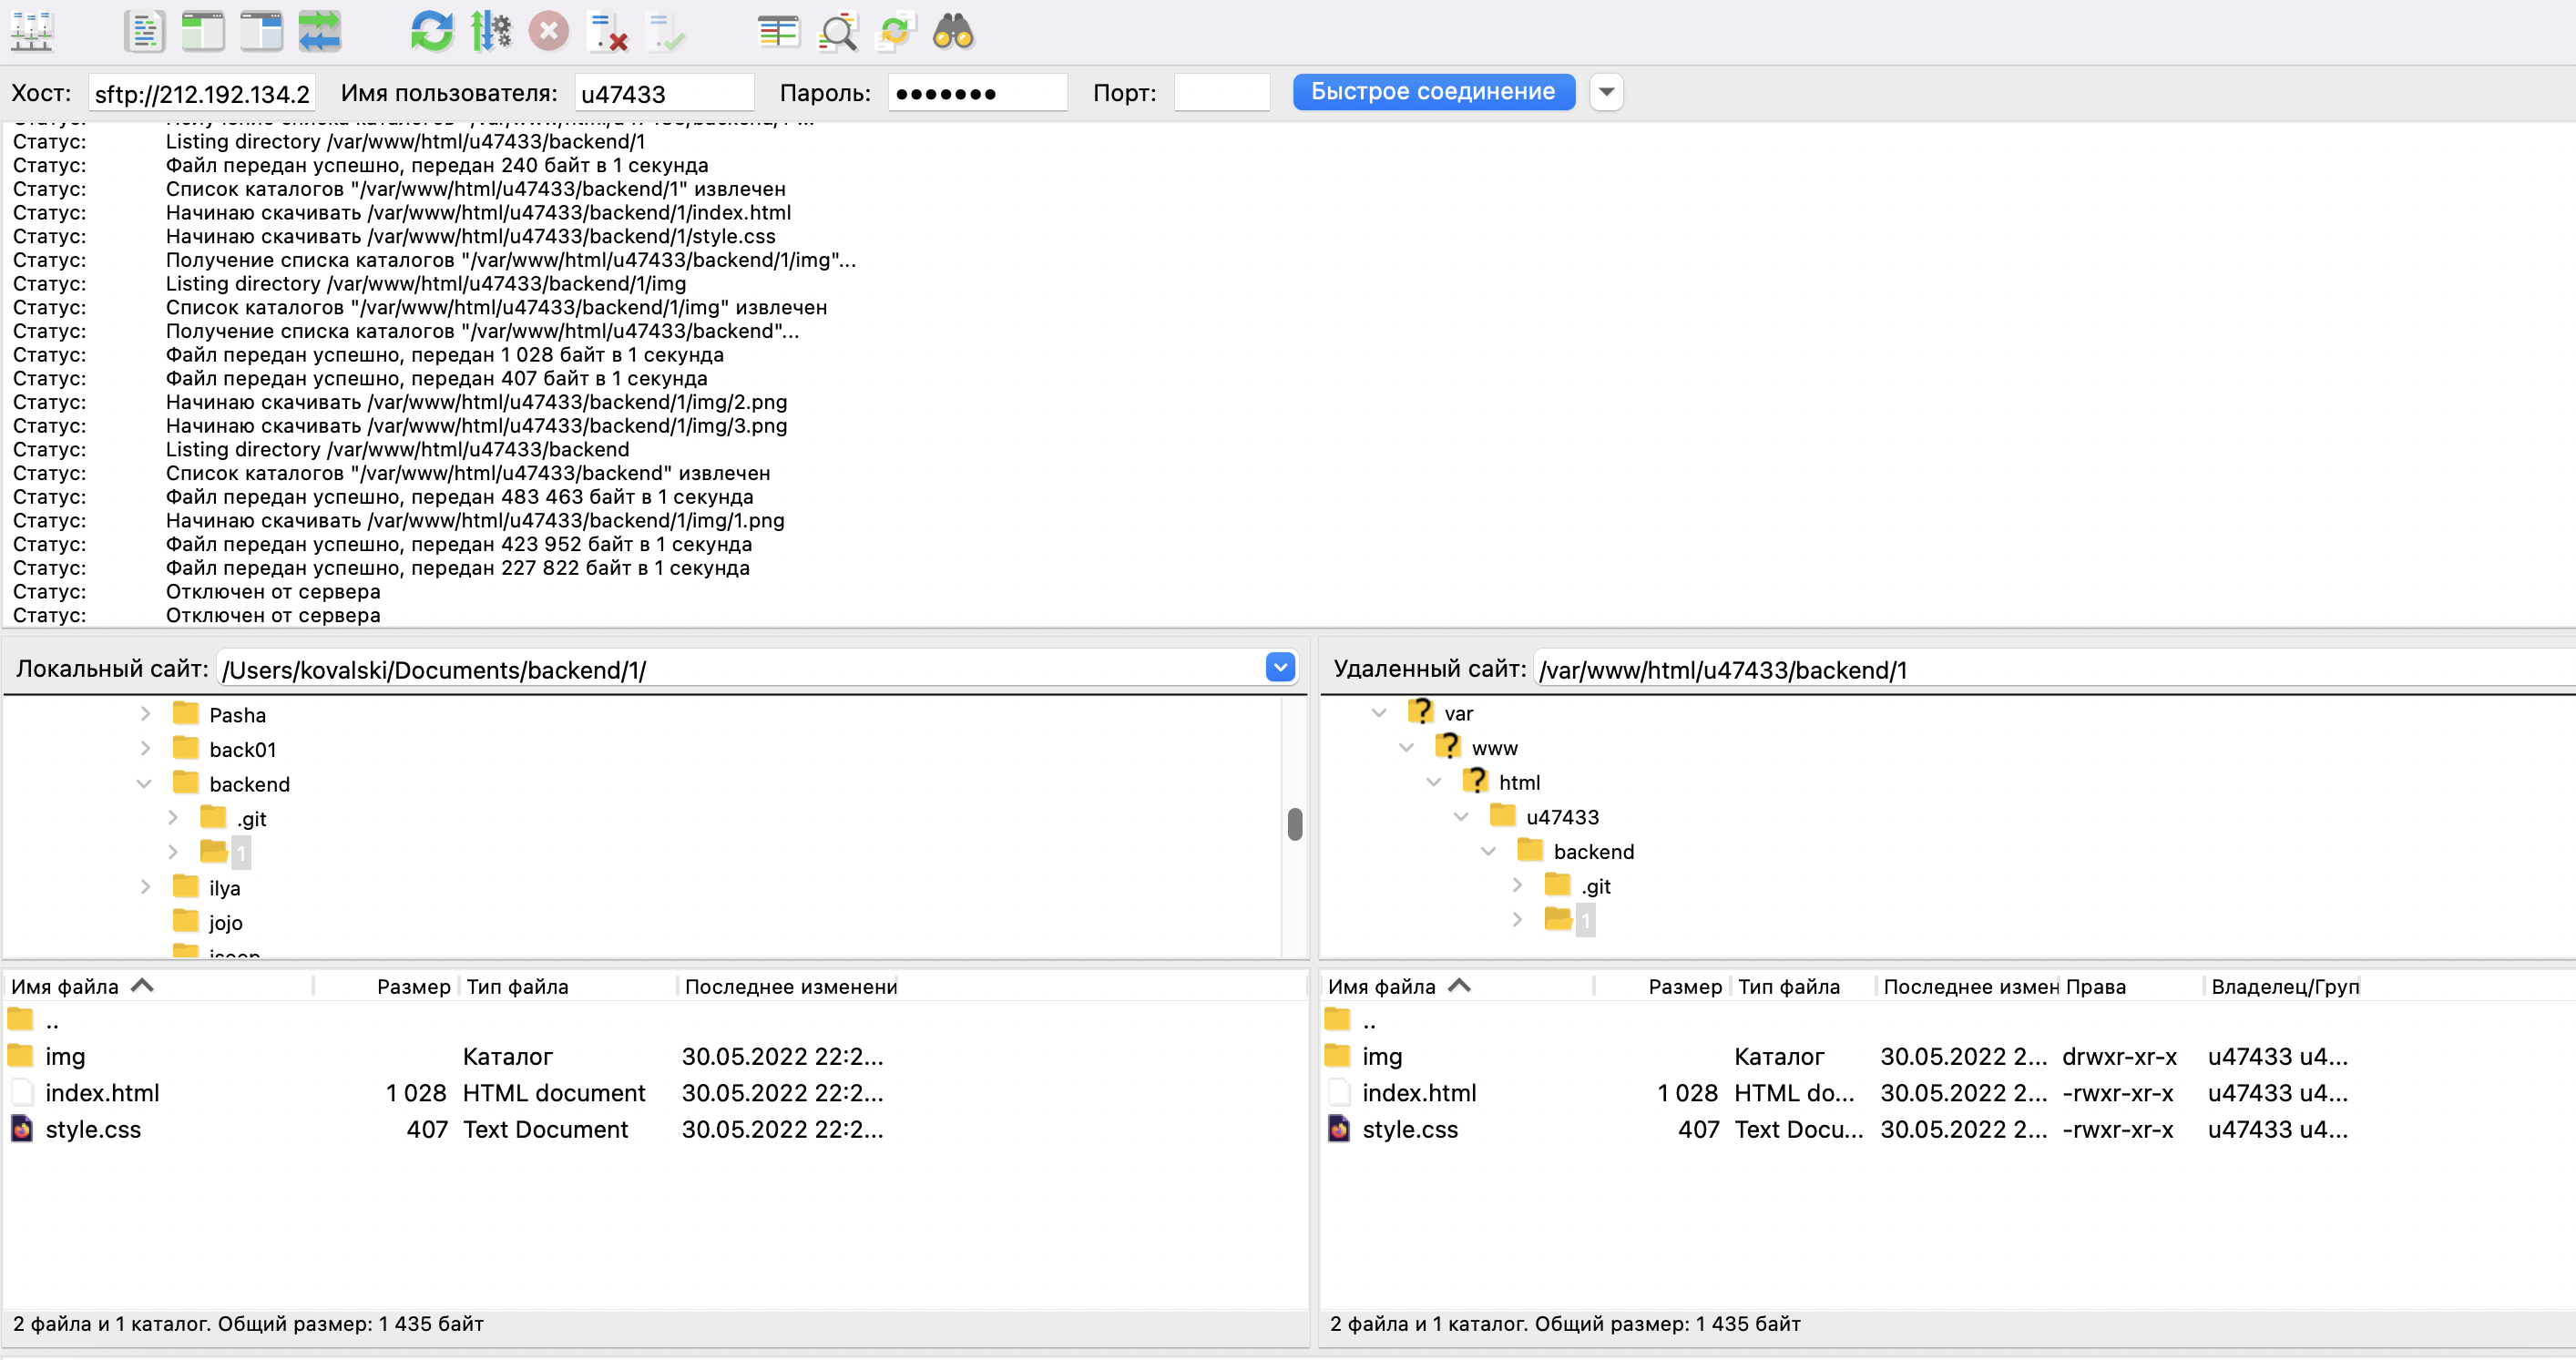 Хост: sftp://212.192.134.2 Имя пользователя: u47433 Пароль: ●●●●●●● Порт: Быстрое соединение
Статус: Listing directory /var/www/html/u47433/backend/1
Статус: Файл передан успешно, передан 240 байт в 1 секунда
Статус: Список каталогов "/var/www/html/u47433/backend/1" извлечен
Статус: Начинаю скачивать /var/www/html/u47433/backend/1/index.html
Статус: Начинаю скачивать /var/www/html/u47433/backend/1/style.css
Статус: Получение списка каталогов "/var/www/html/u47433/backend/1/img"...
Статус: Listing directory /var/www/html/u47433/backend/1/img
Статус: Список каталогов "/var/www/html/u47433/backend/1/img" извлечен
Статус: Получение списка каталогов "/var/www/html/u47433/backend"...
Статус: Файл передан успешно, передан 1 028 байт в 1 секунда
Статус: Файл передан успешно, передан 407 байт в 1 секунда
Статус: Начинаю скачивать /var/www/html/u47433/backend/1/img/2.png
Статус: Начинаю скачивать /var/www/html/u47433/backend/1/img/3.png
Статус: Listing directory /var/www/html/u47433/backend
Статус: Список каталогов "/var/www/html/u47433/backend" извлечен
Статус: Файл передан успешно, передан 483 463 байт в 1 секунда
Статус: Начинаю скачивать /var/www/html/u47433/backend/1/img/1.png
Статус: Файл передан успешно, передан 423 952 байт в 1 секунда
Статус: Файл передан успешно, передан 227 822 байт в 1 секунда
Статус: Отключен от сервера
Статус: Отключен от сервера
Локальный сайт: /Users/kovalski/Documents/backend/1/
Pasha
back01
backend
.git
1
ilya
jojo
Имя файла Размер Тип файла Последнее изменени
..
img Каталог 30.05.2022 22:2...
index.html 1 028 HTML document 30.05.2022 22:2...
style.css 407 Text Document 30.05.2022 22:2...
2 файла и 1 каталог. Общий размер: 1 435 байт
Удаленный сайт: /var/www/html/u47433/backend/1
var
www
html
u47433
backend
.git
1
Имя файла Размер Тип файла Последнее измен Права Владелец/Груп
..
img Каталог 30.05.2022 2... drwxr-xr-x u47433 u4...
index.html 1 028 HTML do... 30.05.2022 2... -rwxr-xr-x u47433 u4...
style.css 407 Text Docu... 30.05.2022 2... -rwxr-xr-x u47433 u4...
2 файла и 1 каталог. Общий размер: 1 435 байт